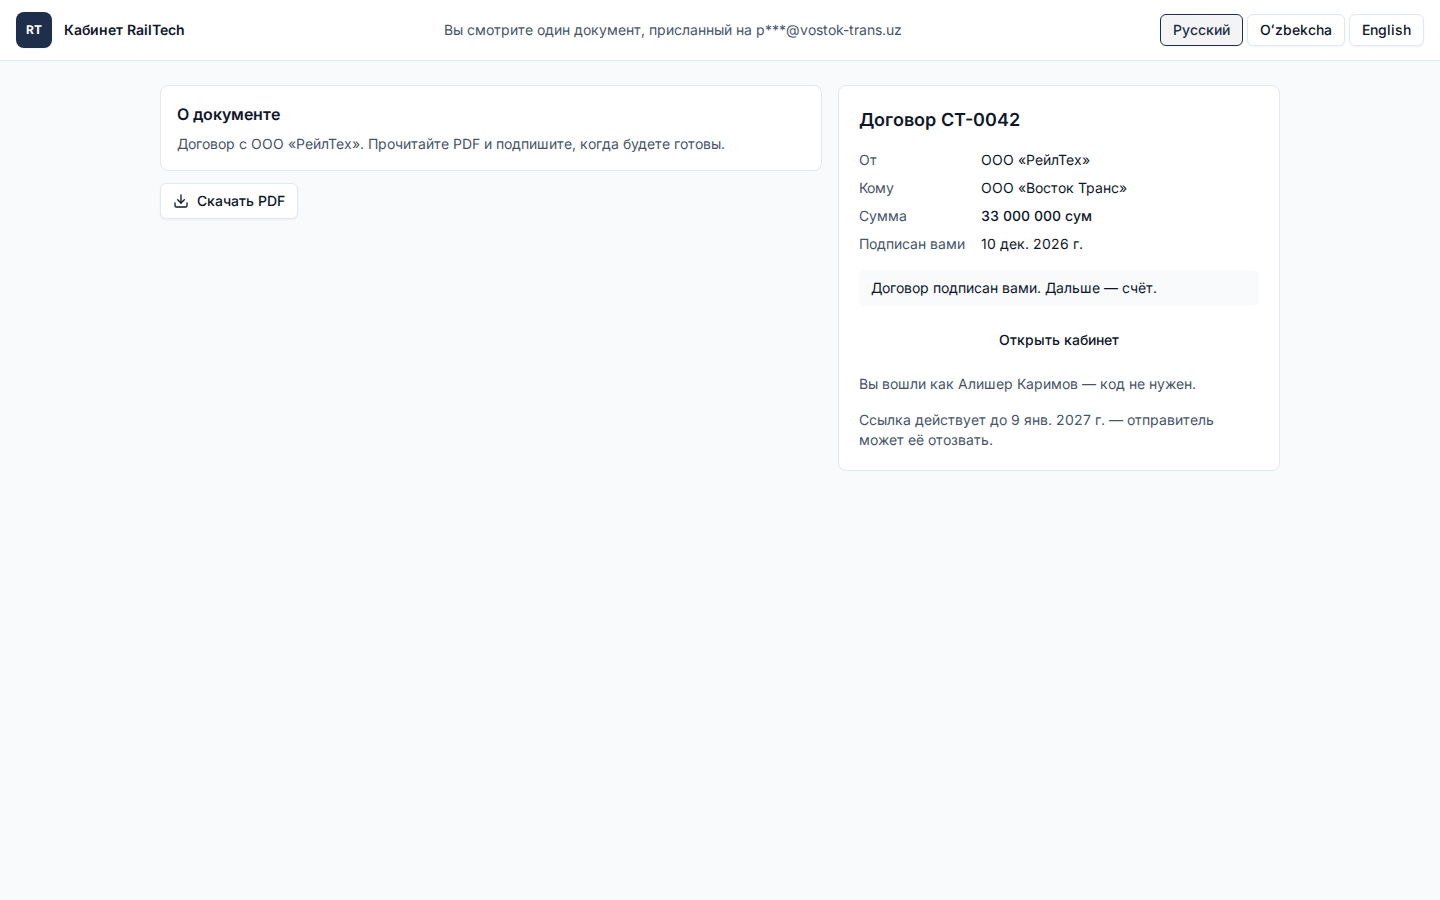 RT
Кабинет RailTech
Вы смотрите один документ, присланный на p***@vostok-trans.uz
Русский
Oʻzbekcha
English
О документе
Договор с ООО «РейлТех». Прочитайте PDF и подпишите, когда будете готовы.
Скачать PDF
Договор CT-0042
От ООО «РейлТех»
Кому ООО «Восток Транс»
Сумма 33 000 000 сум
Подписан вами 10 дек. 2026 г.
Договор подписан вами. Дальше — счёт.
Открыть кабинет
Вы вошли как Алишер Каримов — код не нужен.
Ссылка действует до 9 янв. 2027 г. — отправитель
может её отозвать.